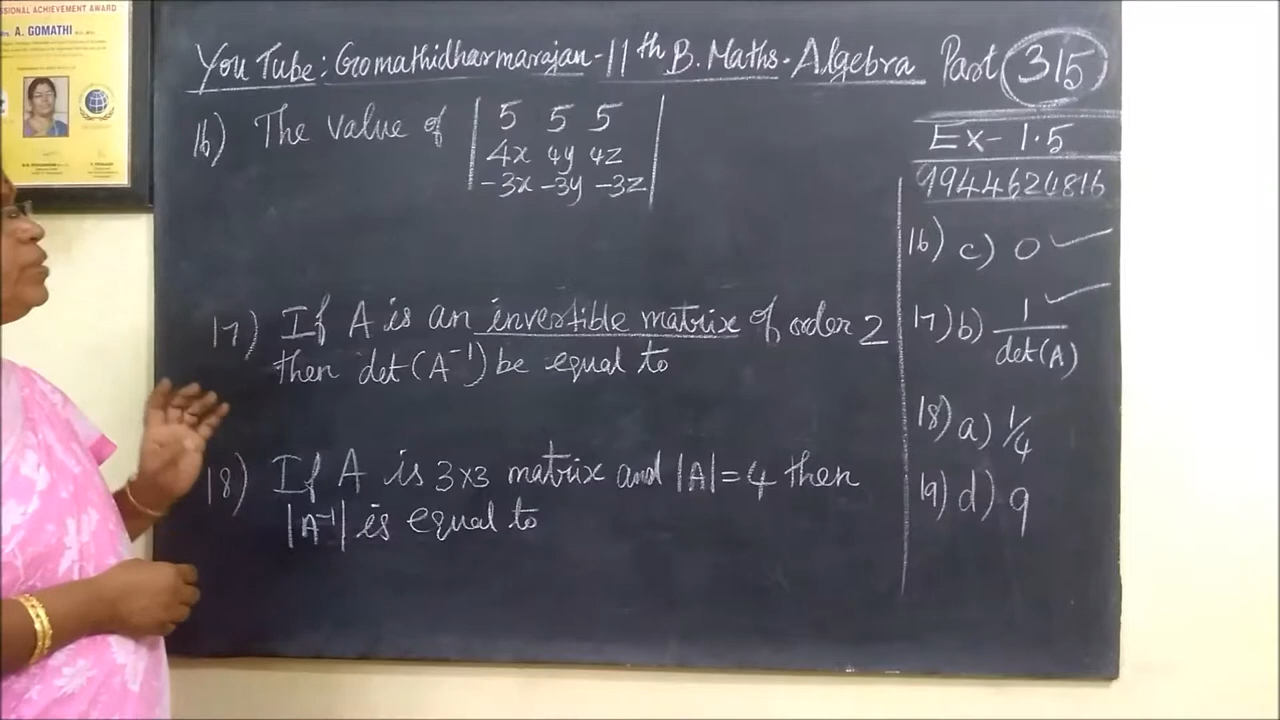 SSIONAL ACHIEVEMENT AWARD
A. GOMATHI
You Tube: Gomathidharmarajan - 11th B. Maths - Algebra Part 315
Ex - 1.5
9944624816
16) The value of | 5 5 5
4x 4y 4z
-3x -3y -3z |
17) If A is an invertible matrix of order 2
then det (A⁻¹) be equal to
18) If A is 3x3 matrix and |A| = 4 then
|A⁻¹| is equal to
16) c) 0 ✓
17) b) 1/det(A) ✓
18) a) 1/4
19) d) 9